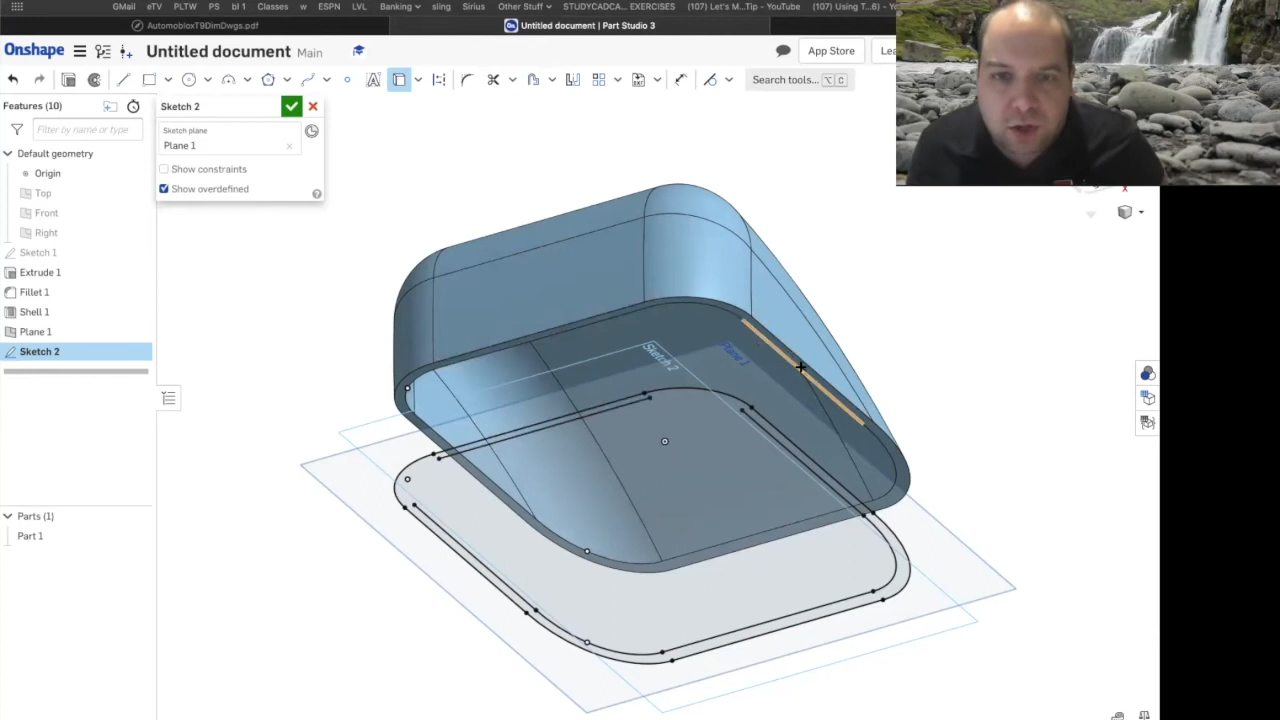 GMail eTV PLTW PS bl 1 Classes w ESPN LVL Banking sling Sirius Other Stuff STUDYCADCA... EXERCISES (107) Let's M...Tip - YouTube (107) Using T...6) - Y
AutomobloxT9DimDwgs.pdf
Untitled document | Part Studio 3
Onshape
Untitled document Main
App Store
Lea
Search tools... ⌥ C
Features (10)
Filter by name or type
Default geometry
Origin
Top
Front
Right
Sketch 1
Extrude 1
Fillet 1
Shell 1
Plane 1
Sketch 2
Sketch 2
Sketch plane
Plane 1
Show constraints
Show overdefined
Sketch 2
Plane 1
x
Parts (1)
Part 1